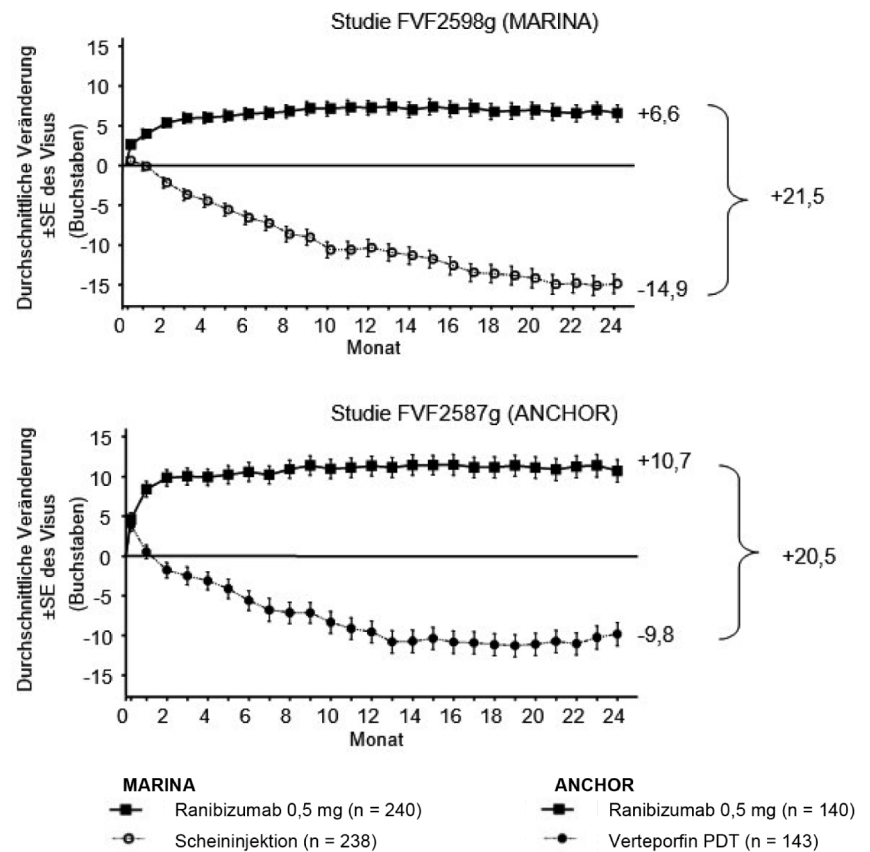 Studie FVF2598g (MARINA)
Durchschnittliche Veränderung
±SE des Visus
(Buchstaben)
15
10
5
0
-5
-10
-15
+6,6
-14,9
+21,5
0 2 4 6 8 10 12 14 16 18 20 22 24
Monat
Studie FVF2587g (ANCHOR)
Durchschnittliche Veränderung
±SE des Visus
(Buchstaben)
15
10
5
0
-5
-10
-15
+10,7
-9,8
+20,5
0 2 4 6 8 10 12 14 16 18 20 22 24
Monat
MARINA
Ranibizumab 0,5 mg (n = 240)
Scheininjektion (n = 238)
ANCHOR
Ranibizumab 0,5 mg (n = 140)
Verteporfin PDT (n = 143)